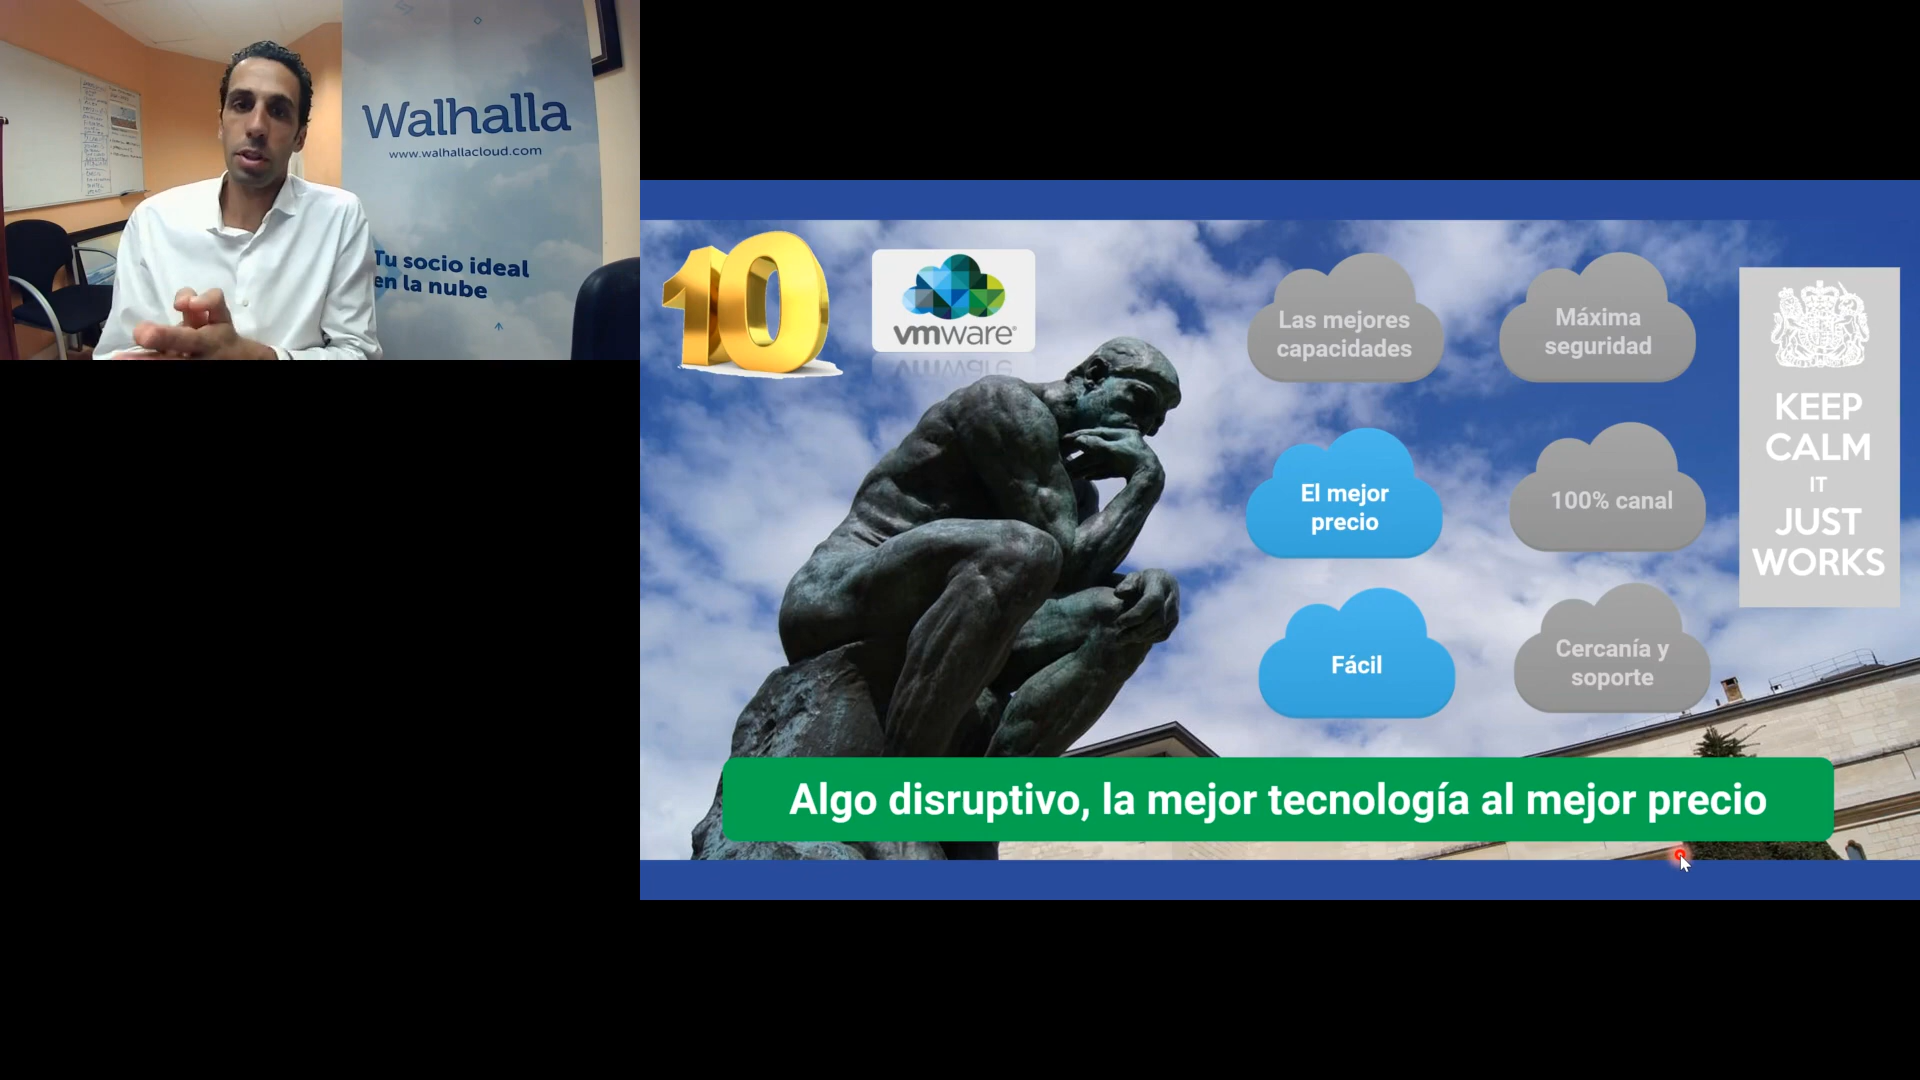 Walhalla
www.walhallacloud.com
Tu socio ideal
en la nube
10
vmware®
Las mejores
capacidades
Máxima
seguridad
El mejor
precio
100% canal
Fácil
Cercanía y
soporte
KEEP
CALM
IT
JUST
WORKS
Algo disruptivo, la mejor tecnología al mejor precio